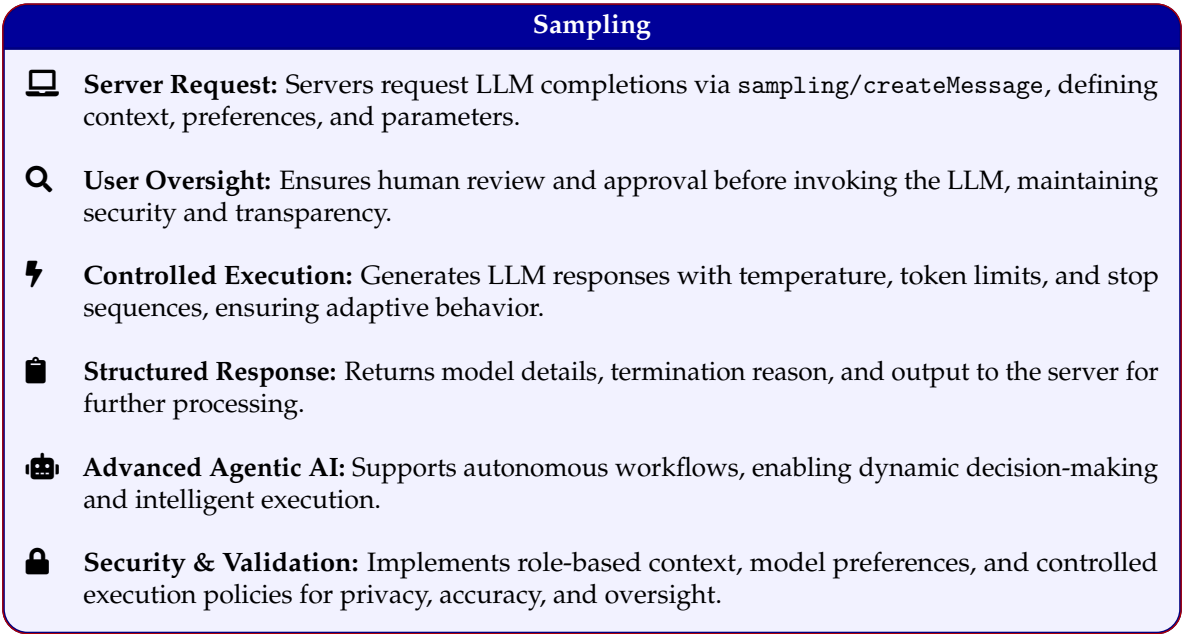 Sampling
Server Request: Servers request LLM completions via sampling/createMessage, defining
context, preferences, and parameters.
User Oversight: Ensures human review and approval before invoking the LLM, maintaining
security and transparency.
Controlled Execution: Generates LLM responses with temperature, token limits, and stop
sequences, ensuring adaptive behavior.
Structured Response: Returns model details, termination reason, and output to the server for
further processing.
Advanced Agentic AI: Supports autonomous workflows, enabling dynamic decision-making
and intelligent execution.
Security & Validation: Implements role-based context, model preferences, and controlled
execution policies for privacy, accuracy, and oversight.